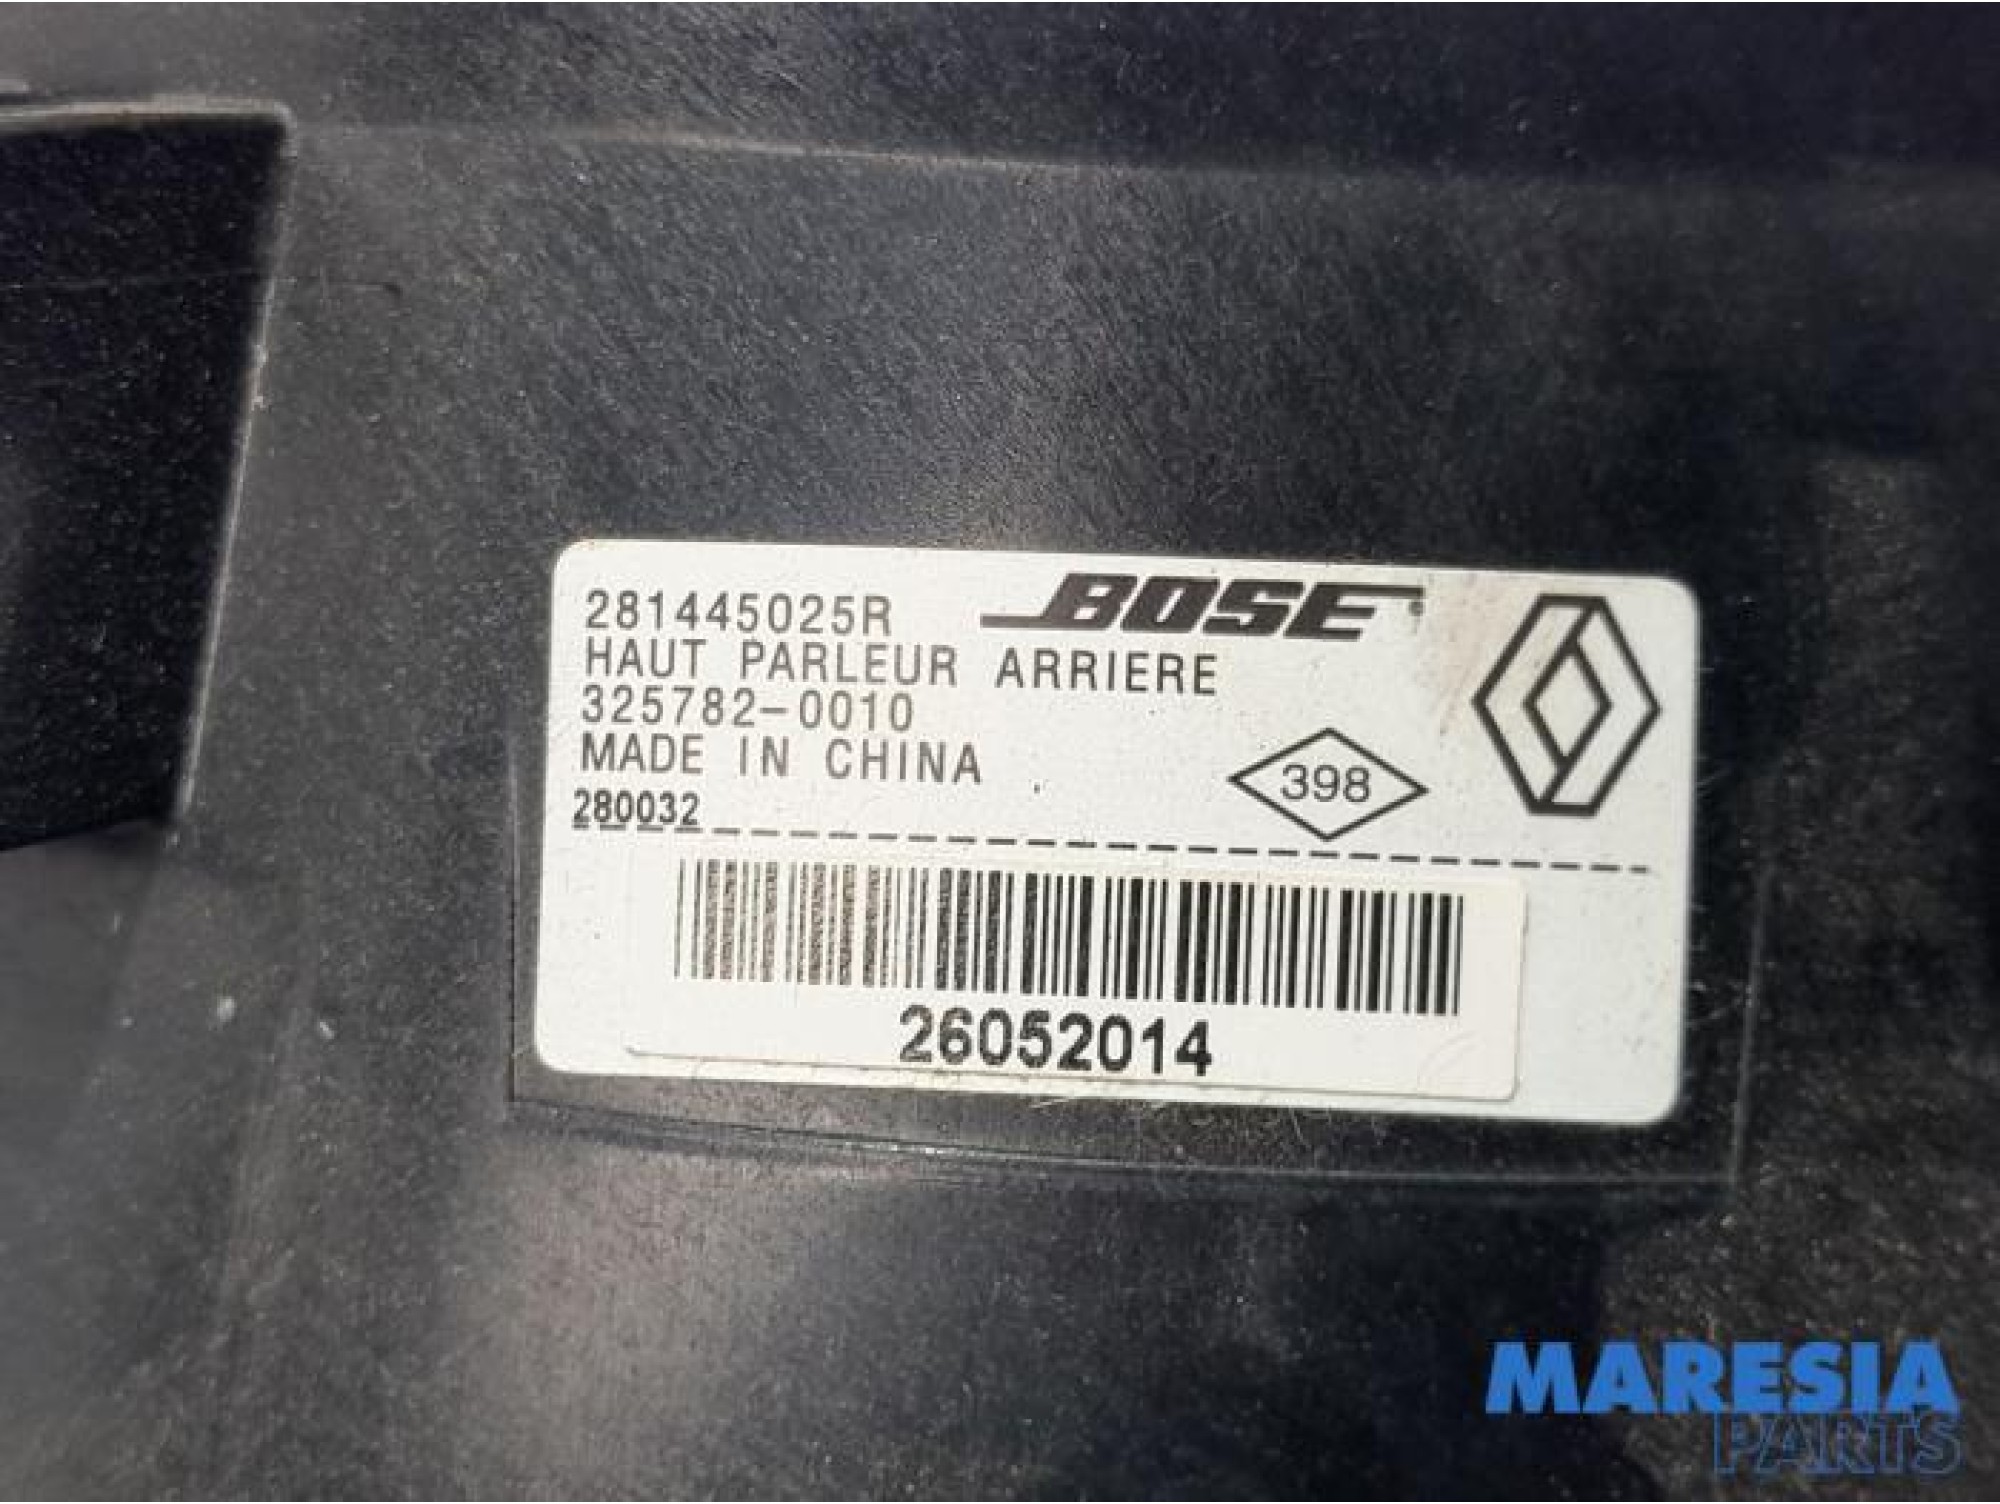 281445025R BOSE
HAUT PARLEUR ARRIERE
325782-0010
MADE IN CHINA
398
280032
26052014
MARESIA
PARTS